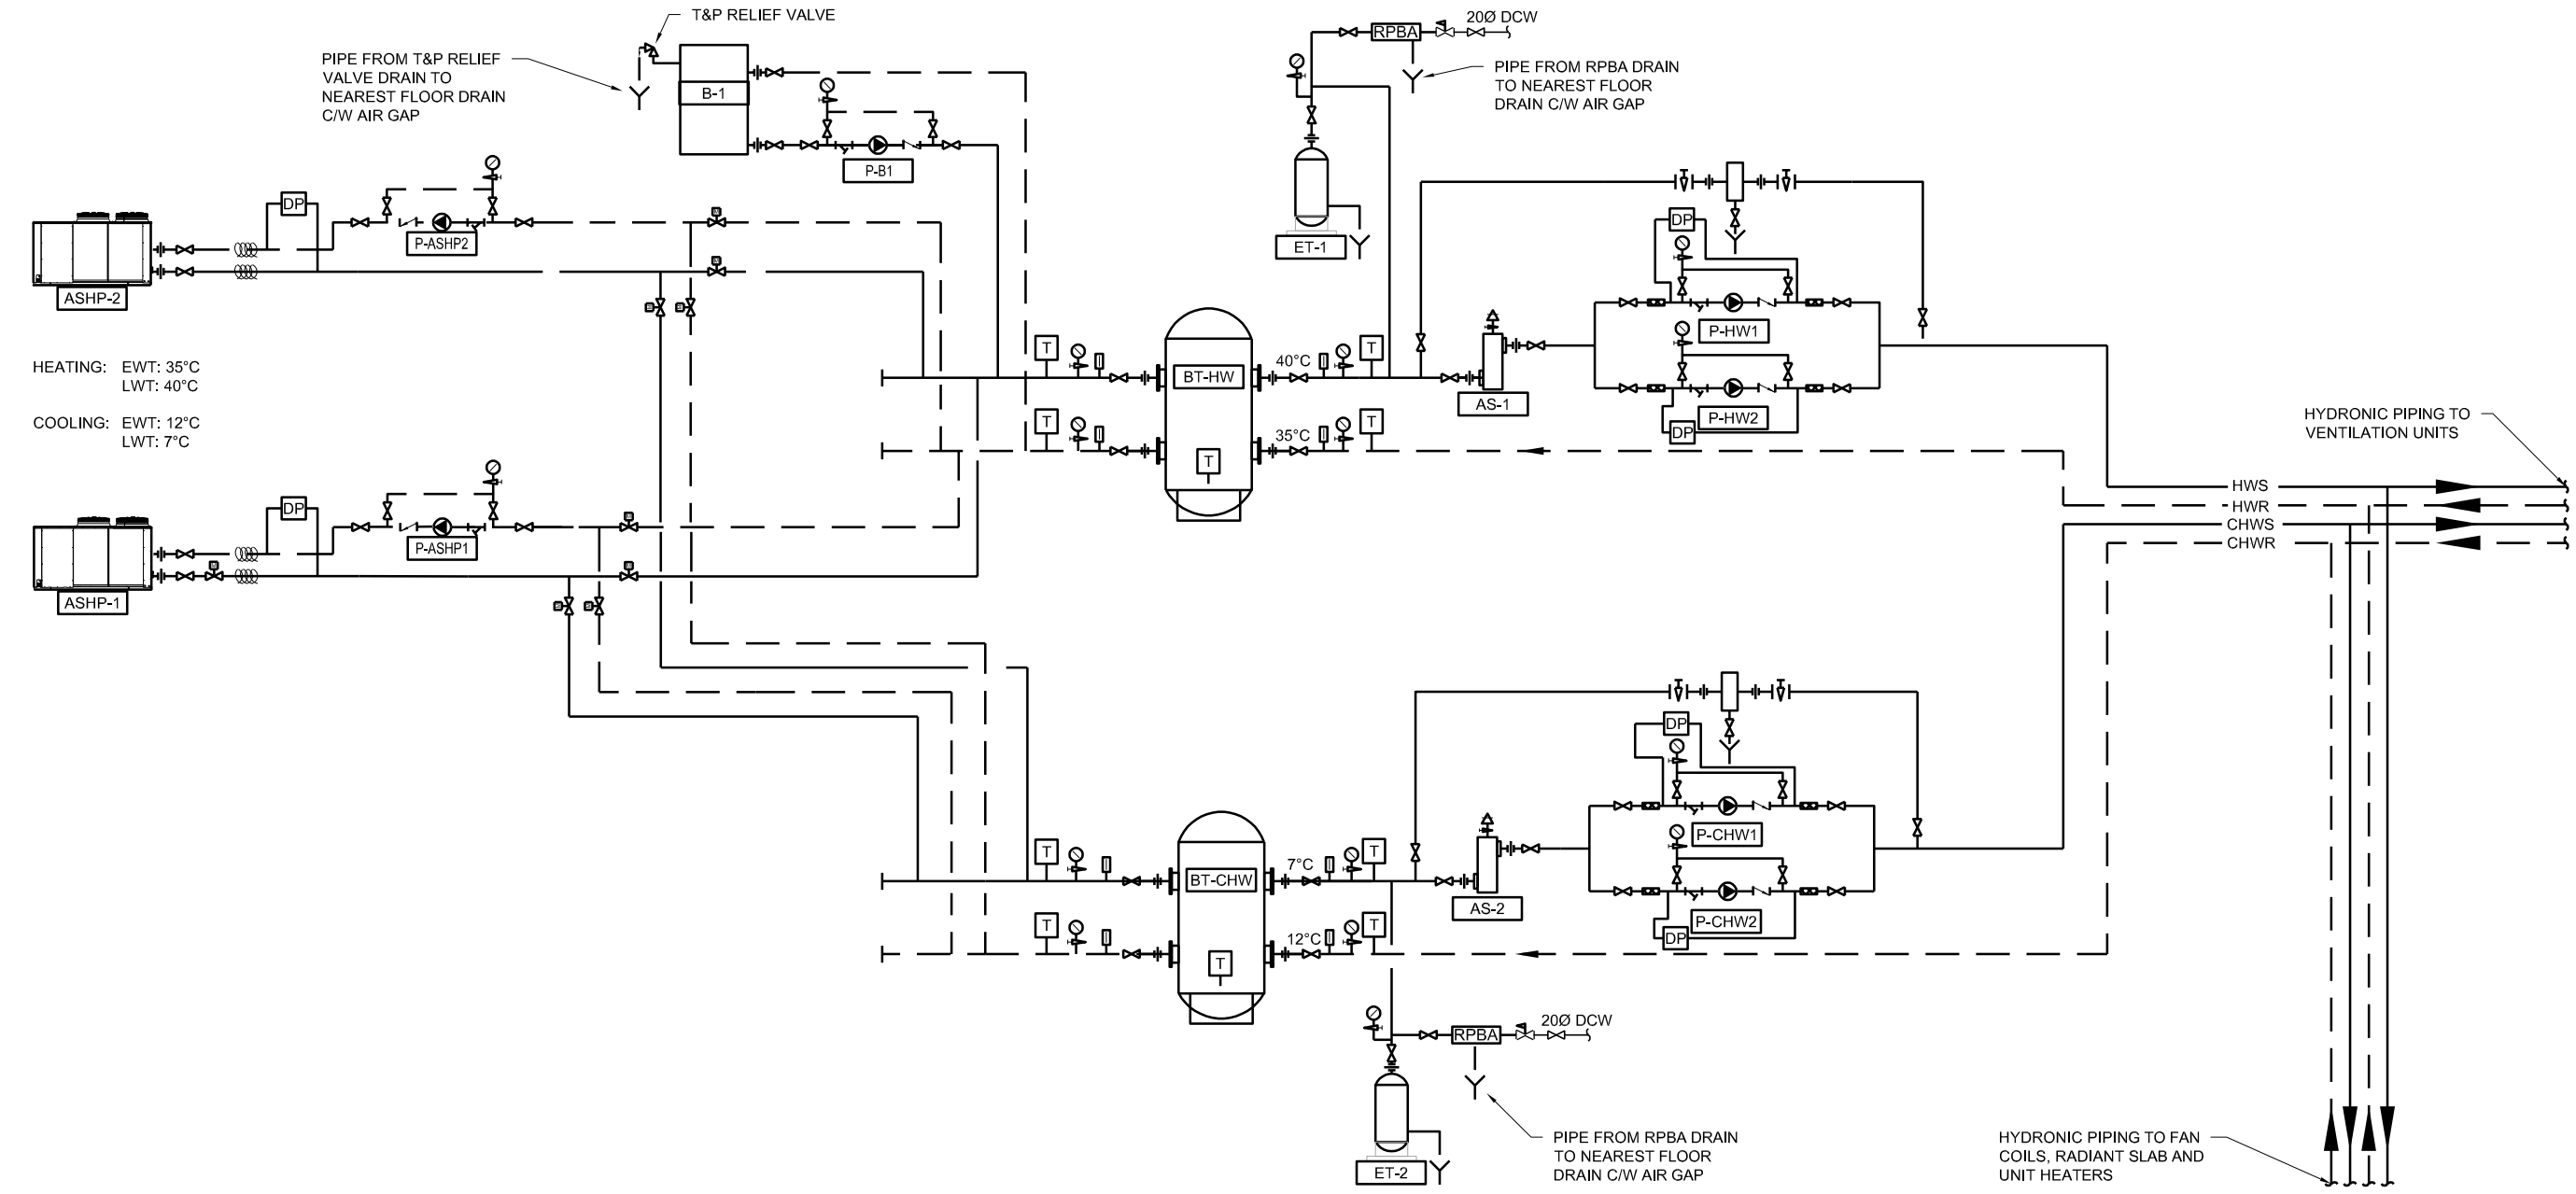 T&P RELIEF VALVE
PIPE FROM T&P RELIEF
VALVE DRAIN TO
NEAREST FLOOR DRAIN
C/W AIR GAP
B-1
P-B1
RPBA
20Ø DCW
PIPE FROM RPBA DRAIN
TO NEAREST FLOOR
DRAIN C/W AIR GAP
ET-1
DP
P-ASHP2
ASHP-2
HEATING: EWT: 35°C
LWT: 40°C
COOLING: EWT: 12°C
LWT: 7°C
DP
P-ASHP1
ASHP-1
T
T
BT-HW
T
40°C
T
35°C
T
AS-1
DP
P-HW1
P-HW2
DP
HYDRONIC PIPING TO
VENTILATION UNITS
HWS
HWR
CHWS
CHWR
T
T
BT-CHW
T
7°C
T
12°C
T
AS-2
DP
P-CHW1
P-CHW2
DP
RPBA
20Ø DCW
ET-2
PIPE FROM RPBA DRAIN
TO NEAREST FLOOR
DRAIN C/W AIR GAP
HYDRONIC PIPING TO FAN
COILS, RADIANT SLAB AND
UNIT HEATERS